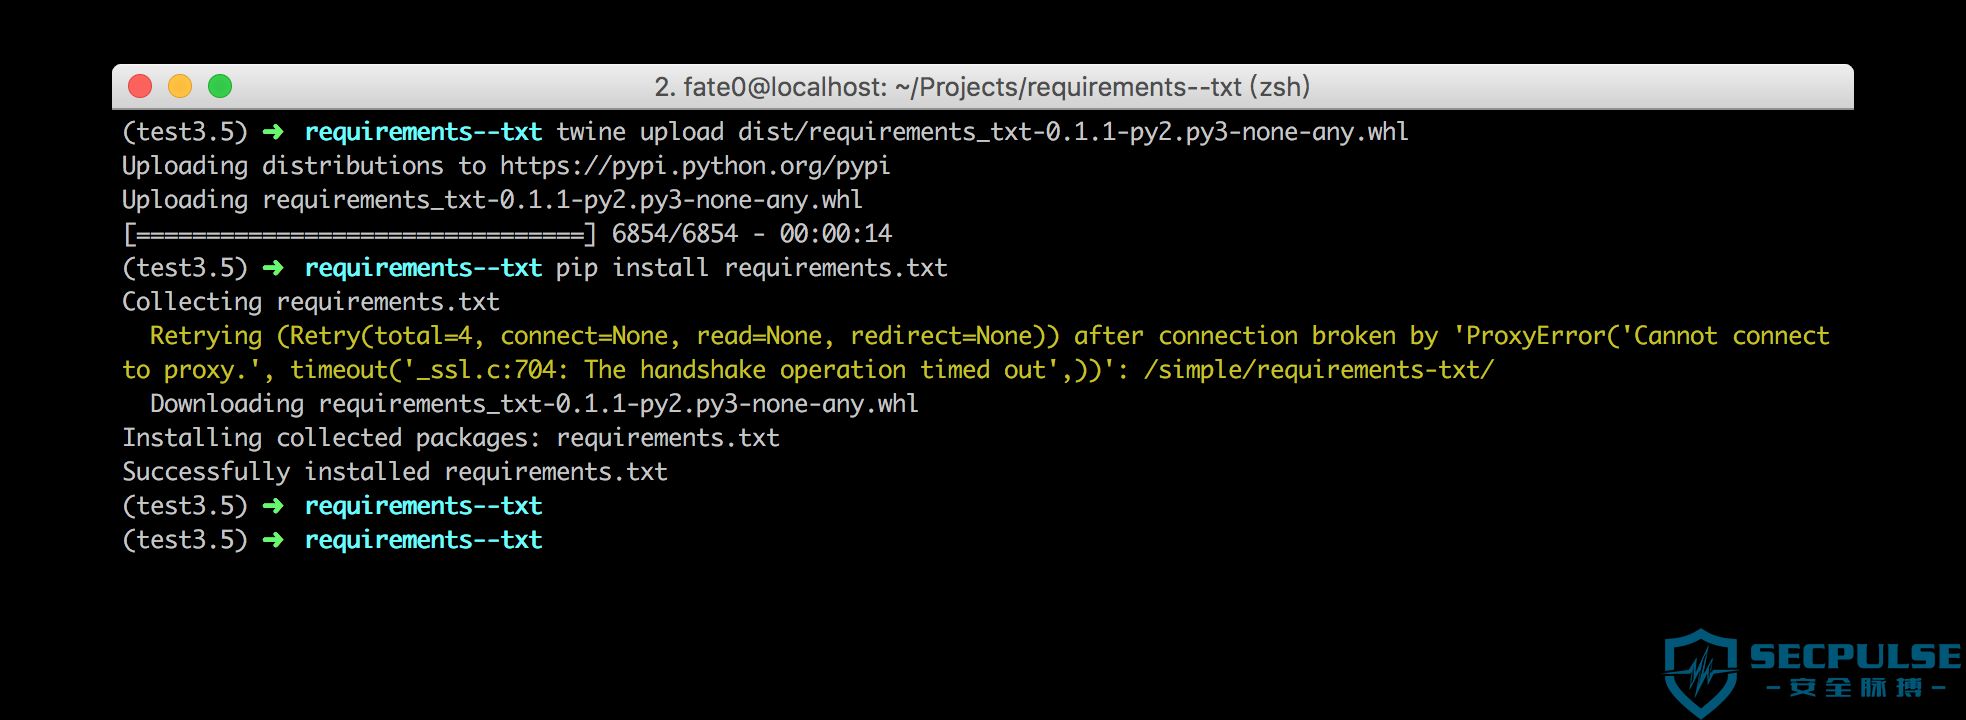 2. fate0@localhost: ~/Projects/requirements--txt (zsh)
(test3.5) ➜ requirements--txt twine upload dist/requirements_txt-0.1.1-py2.py3-none-any.whl
Uploading distributions to https://pypi.python.org/pypi
Uploading requirements_txt-0.1.1-py2.py3-none-any.whl
[================================] 6854/6854 - 00:00:14
(test3.5) ➜ requirements--txt pip install requirements.txt
Collecting requirements.txt
  Retrying (Retry(total=4, connect=None, read=None, redirect=None)) after connection broken by 'ProxyError('Cannot connect
to proxy.', timeout('_ssl.c:704: The handshake operation timed out',))': /simple/requirements-txt/
  Downloading requirements_txt-0.1.1-py2.py3-none-any.whl
Installing collected packages: requirements.txt
Successfully installed requirements.txt
(test3.5) ➜ requirements--txt
(test3.5) ➜ requirements--txt
SECPULSE
-安全脉搏-